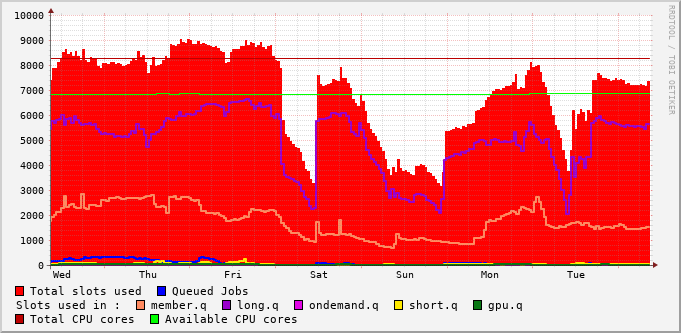 10000
9000
8000
7000
6000
5000
4000
3000
2000
1000
0
Wed Thu Fri Sat Sun Mon Tue
Total slots used Queued Jobs
Slots used in : member.q long.q ondemand.q short.q gpu.q
Total CPU cores Available CPU cores
RRDTOOL / TOBI OETIKER